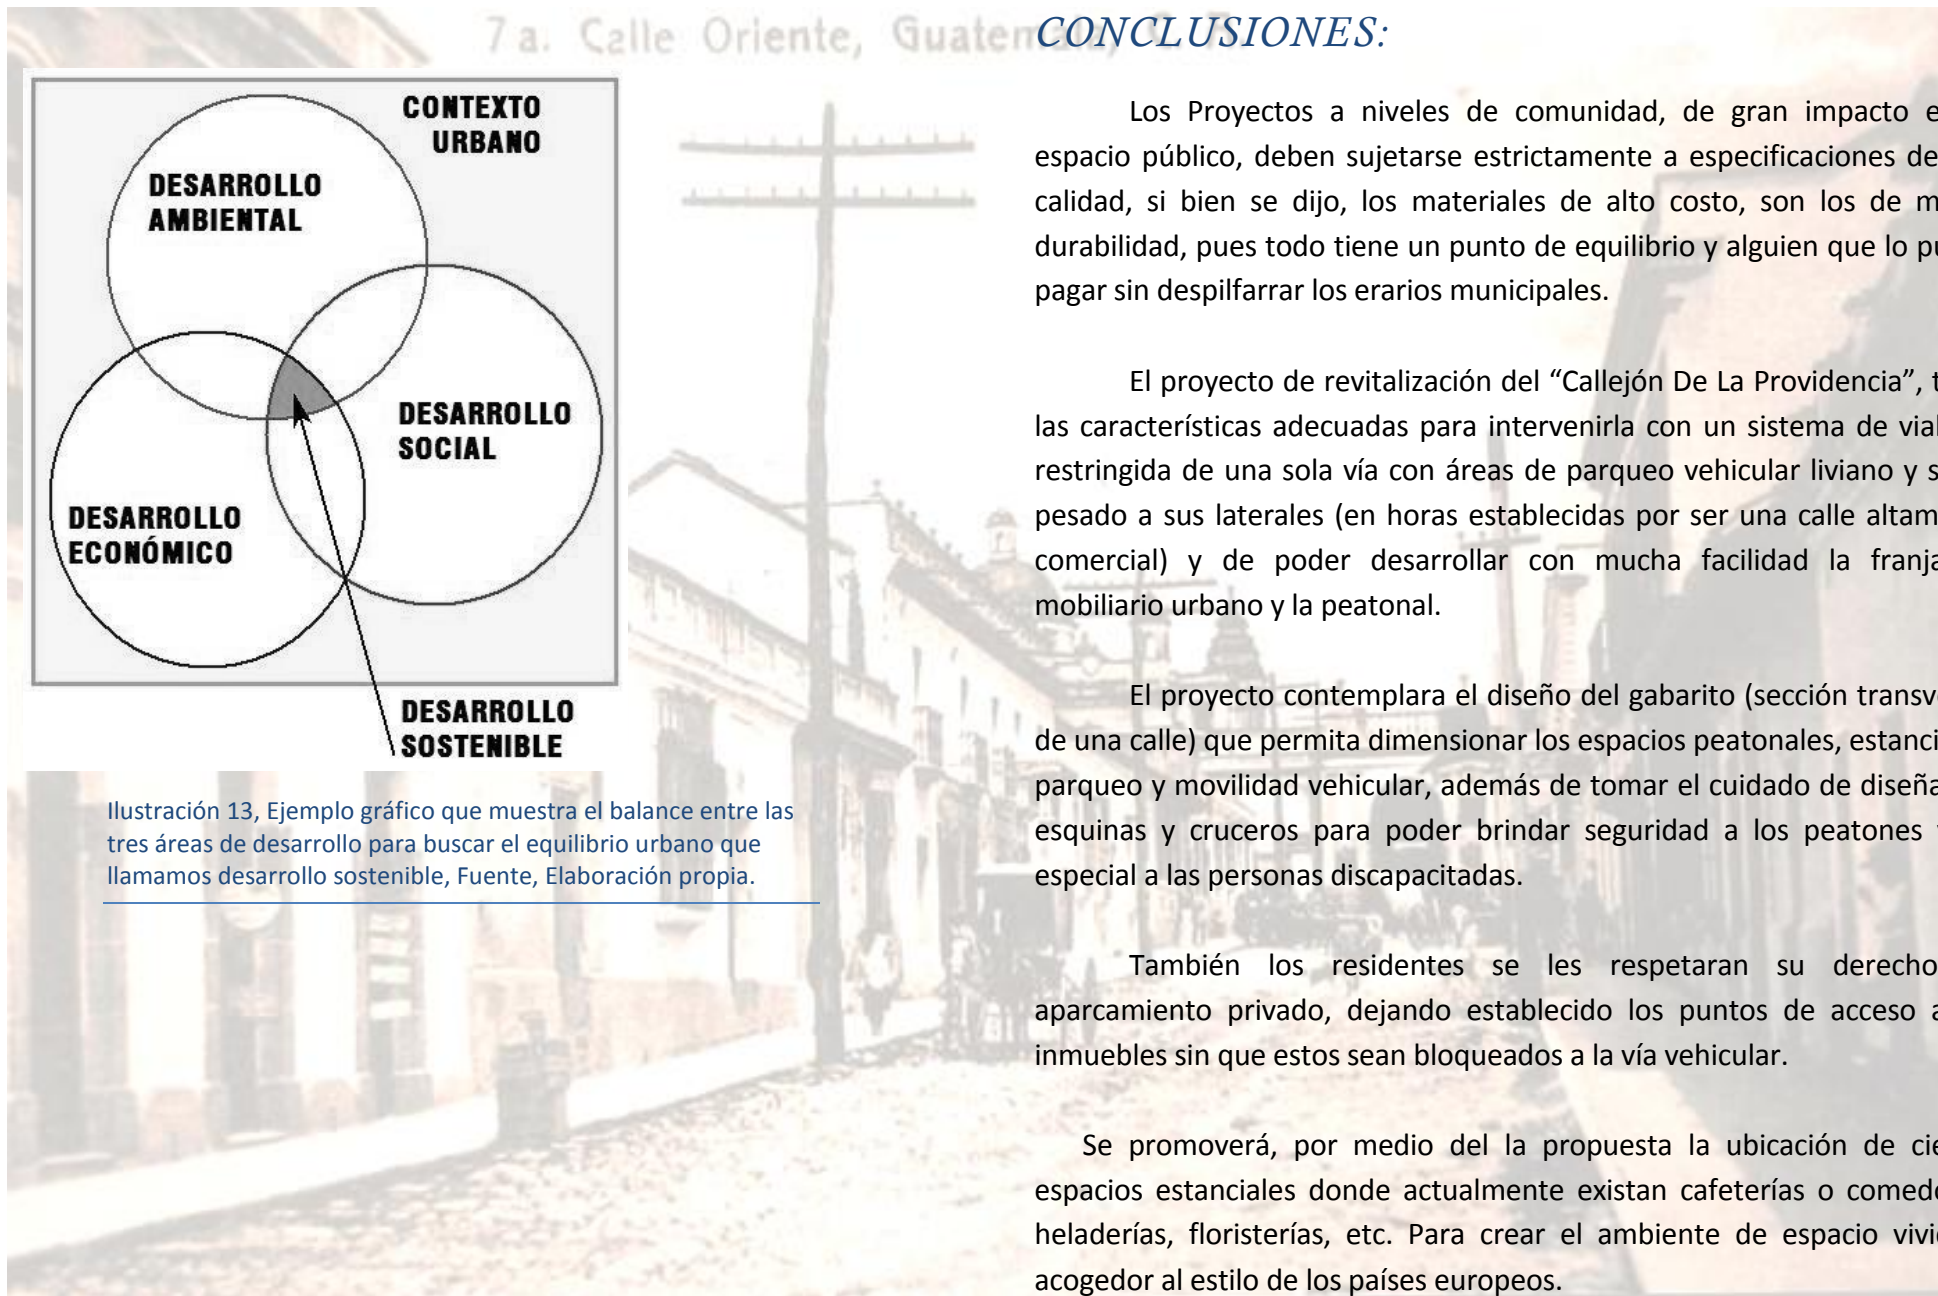 7a. Calle Oriente,
CONTEXTO
URBANO
DESARROLLO
AMBIENTAL
DESARROLLO
SOCIAL
DESARROLLO
ECONÓMICO
DESARROLLO
SOSTENIBLE
Ilustración 13, Ejemplo gráfico que muestra el balance entre las
tres áreas de desarrollo para buscar el equilibrio urbano que
llamamos desarrollo sostenible, Fuente, Elaboración propia.
CONCLUSIONES:
Los Proyectos a niveles de comunidad, de gran impacto
espacio público, deben sujetarse estrictamente a especificaciones de
calidad, si bien se dijo, los materiales de alto costo, son los de
durabilidad, pues todo tiene un punto de equilibrio y alguien que lo
pagar sin despilfarrar los erarios municipales.
El proyecto de revitalización del “Callejón De La Providencia”,
las características adecuadas para intervenirla con un sistema de
restringida de una sola vía con áreas de parqueo vehicular liviano y
pesado a sus laterales (en horas establecidas por ser una calle
comercial) y de poder desarrollar con mucha facilidad la franja
mobiliario urbano y la peatonal.
El proyecto contemplara el diseño del gabarito (sección
de una calle) que permita dimensionar los espacios peatonales,
parqueo y movilidad vehicular, además de tomar el cuidado de
esquinas y cruceros para poder brindar seguridad a los peatones
especial a las personas discapacitadas.
También los residentes se les respetaran su derecho
aparcamiento privado, dejando establecido los puntos de acceso
inmuebles sin que estos sean bloqueados a la vía vehicular.
Se promoverá, por medio del la propuesta la ubicación de
espacios estanciales donde actualmente existan cafeterías o
heladerías, floristerías, etc. Para crear el ambiente de espacio
acogedor al estilo de los países europeos.